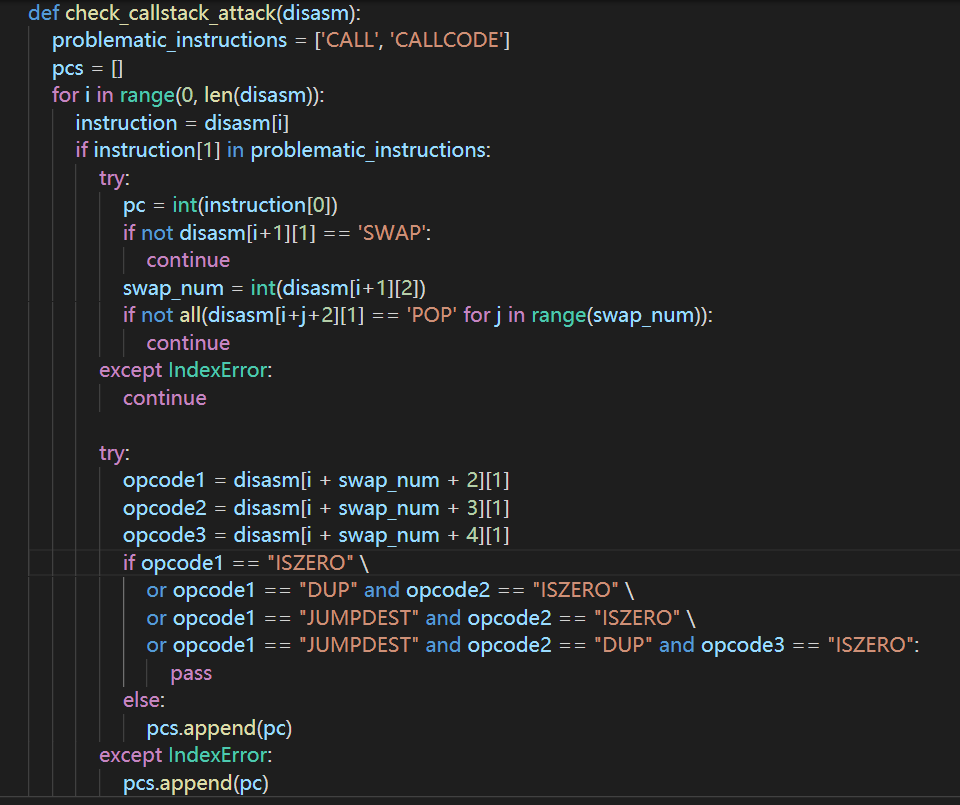 def check_callstack_attack(disasm):
    problematic_instructions = ['CALL', 'CALLCODE']
    pcs = []
    for i in range(0, len(disasm)):
        instruction = disasm[i]
        if instruction[1] in problematic_instructions:
            try:
                pc = int(instruction[0])
                if not disasm[i+1][1] == 'SWAP':
                    continue
                swap_num = int(disasm[i+1][2])
                if not all(disasm[i+j+2][1] == 'POP' for j in range(swap_num)):
                    continue
            except IndexError:
                continue

            try:
                opcode1 = disasm[i + swap_num + 2][1]
                opcode2 = disasm[i + swap_num + 3][1]
                opcode3 = disasm[i + swap_num + 4][1]
                if opcode1 == "ISZERO" \
                    or opcode1 == "DUP" and opcode2 == "ISZERO" \
                    or opcode1 == "JUMPDEST" and opcode2 == "ISZERO" \
                    or opcode1 == "JUMPDEST" and opcode2 == "DUP" and opcode3 == "ISZERO":
                        pass
                else:
                    pcs.append(pc)
            except IndexError:
                pcs.append(pc)